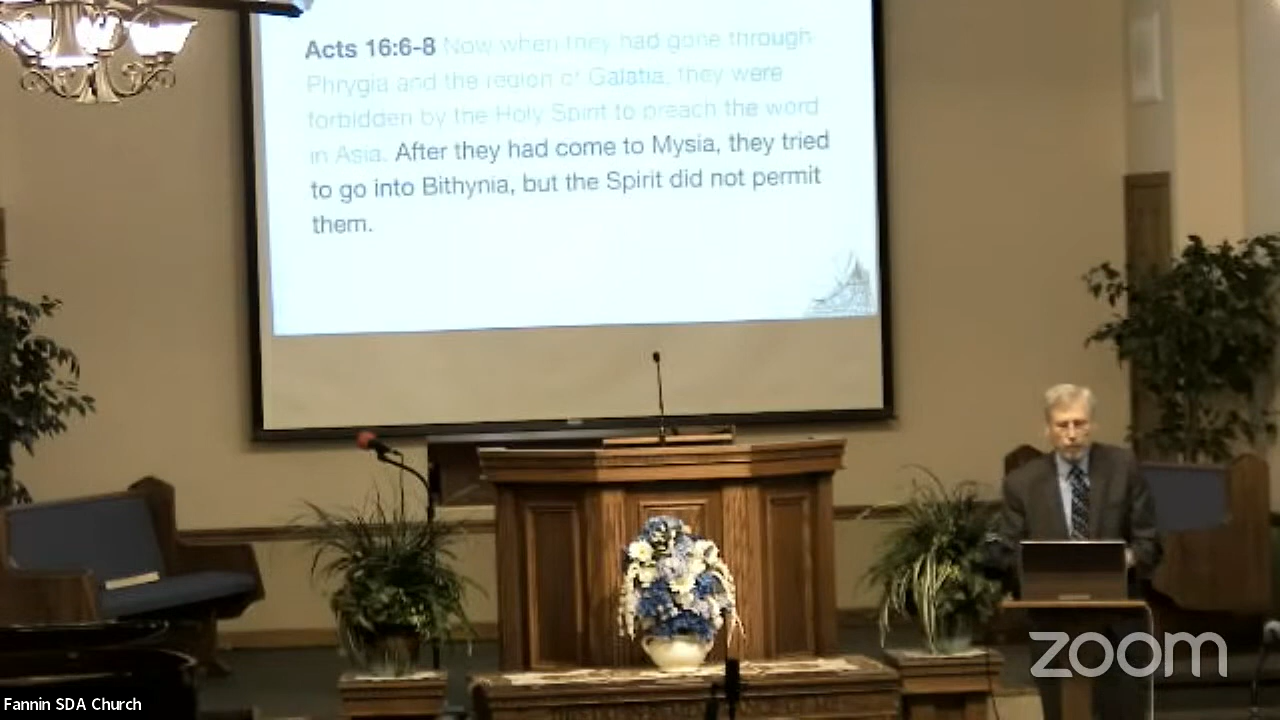 Acts 16:6-8 Now when they had gone through
Phrygia and the region of Galatia, they were
forbidden by the Holy Spirit to preach the word
in Asia. After they had come to Mysia, they tried
to go into Bithynia, but the Spirit did not permit
them.
zoom
Fannin SDA Church